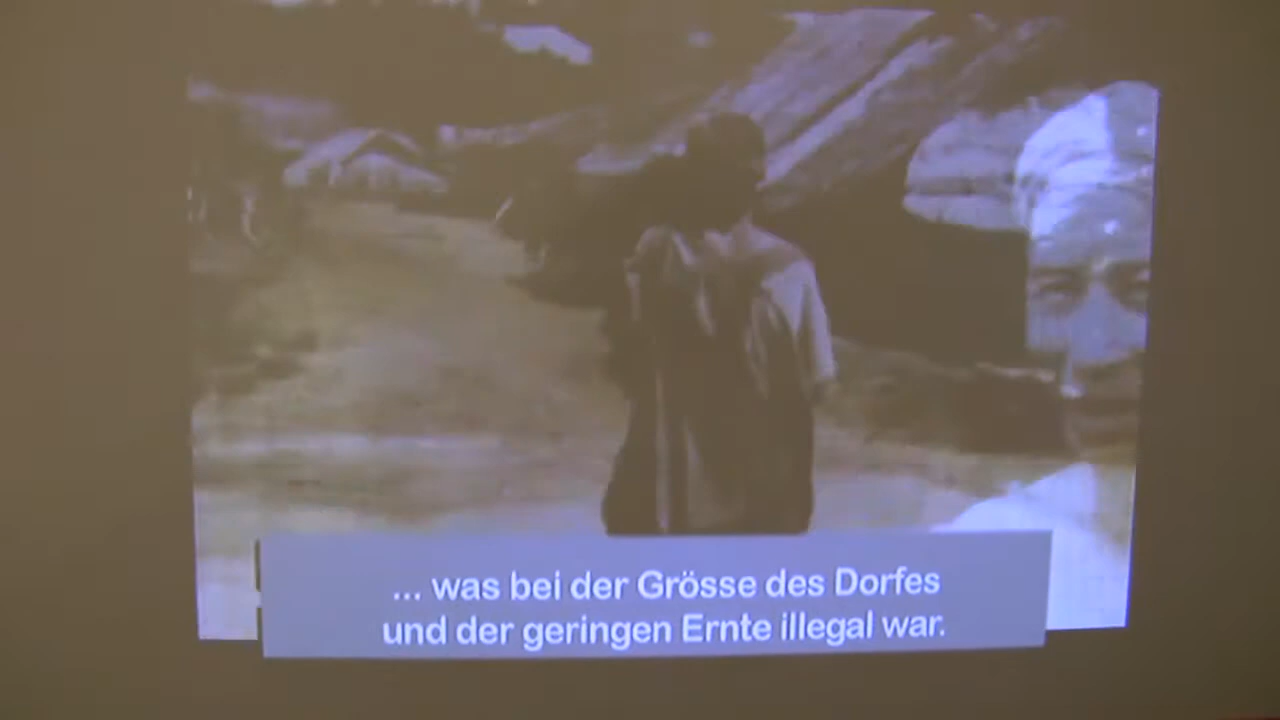 ... was bei der Grösse des Dorfes
und der geringen Ernte illegal war.